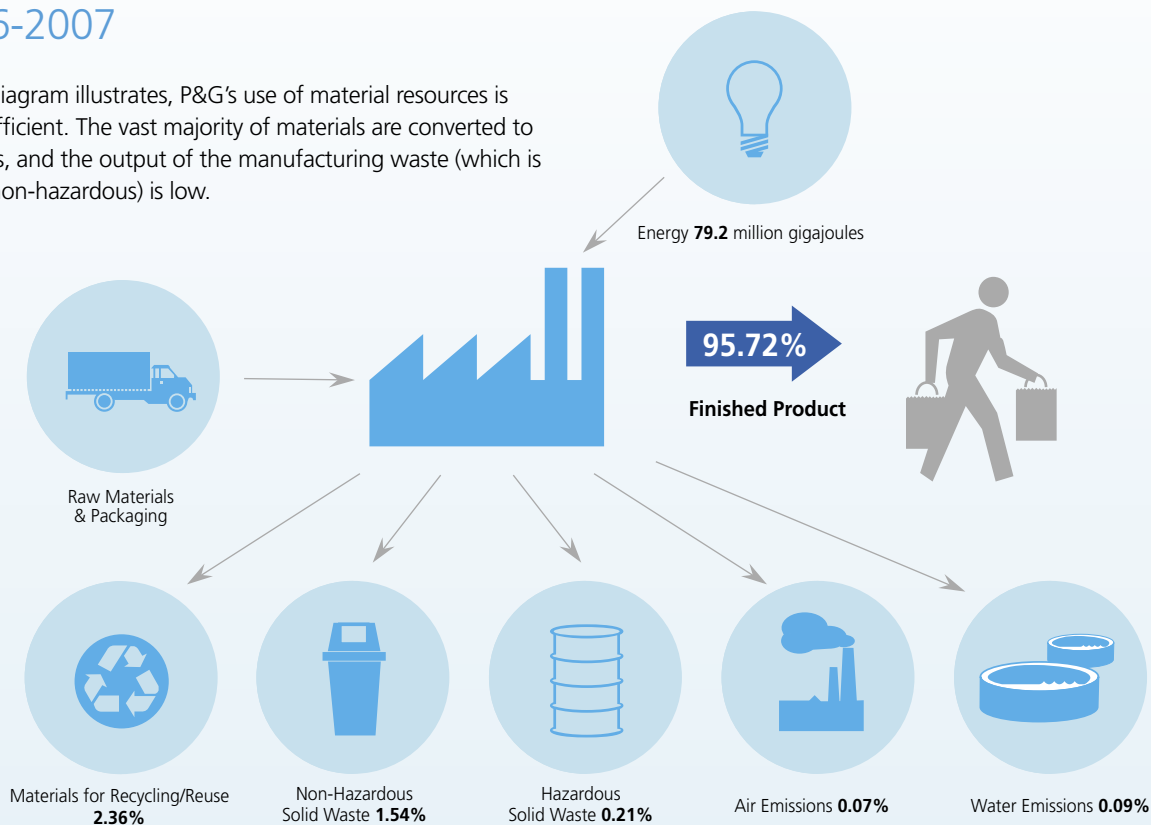 6-2007
diagram illustrates, P&G's use of material resources is
fficient. The vast majority of materials are converted to
s, and the output of the manufacturing waste (which is
non-hazardous) is low.
Energy 79.2 million gigajoules
95.72%
Finished Product
Raw Materials
& Packaging
Materials for Recycling/Reuse
2.36%
Non-Hazardous
Solid Waste 1.54%
Hazardous
Solid Waste 0.21%
Air Emissions 0.07%
Water Emissions 0.09%